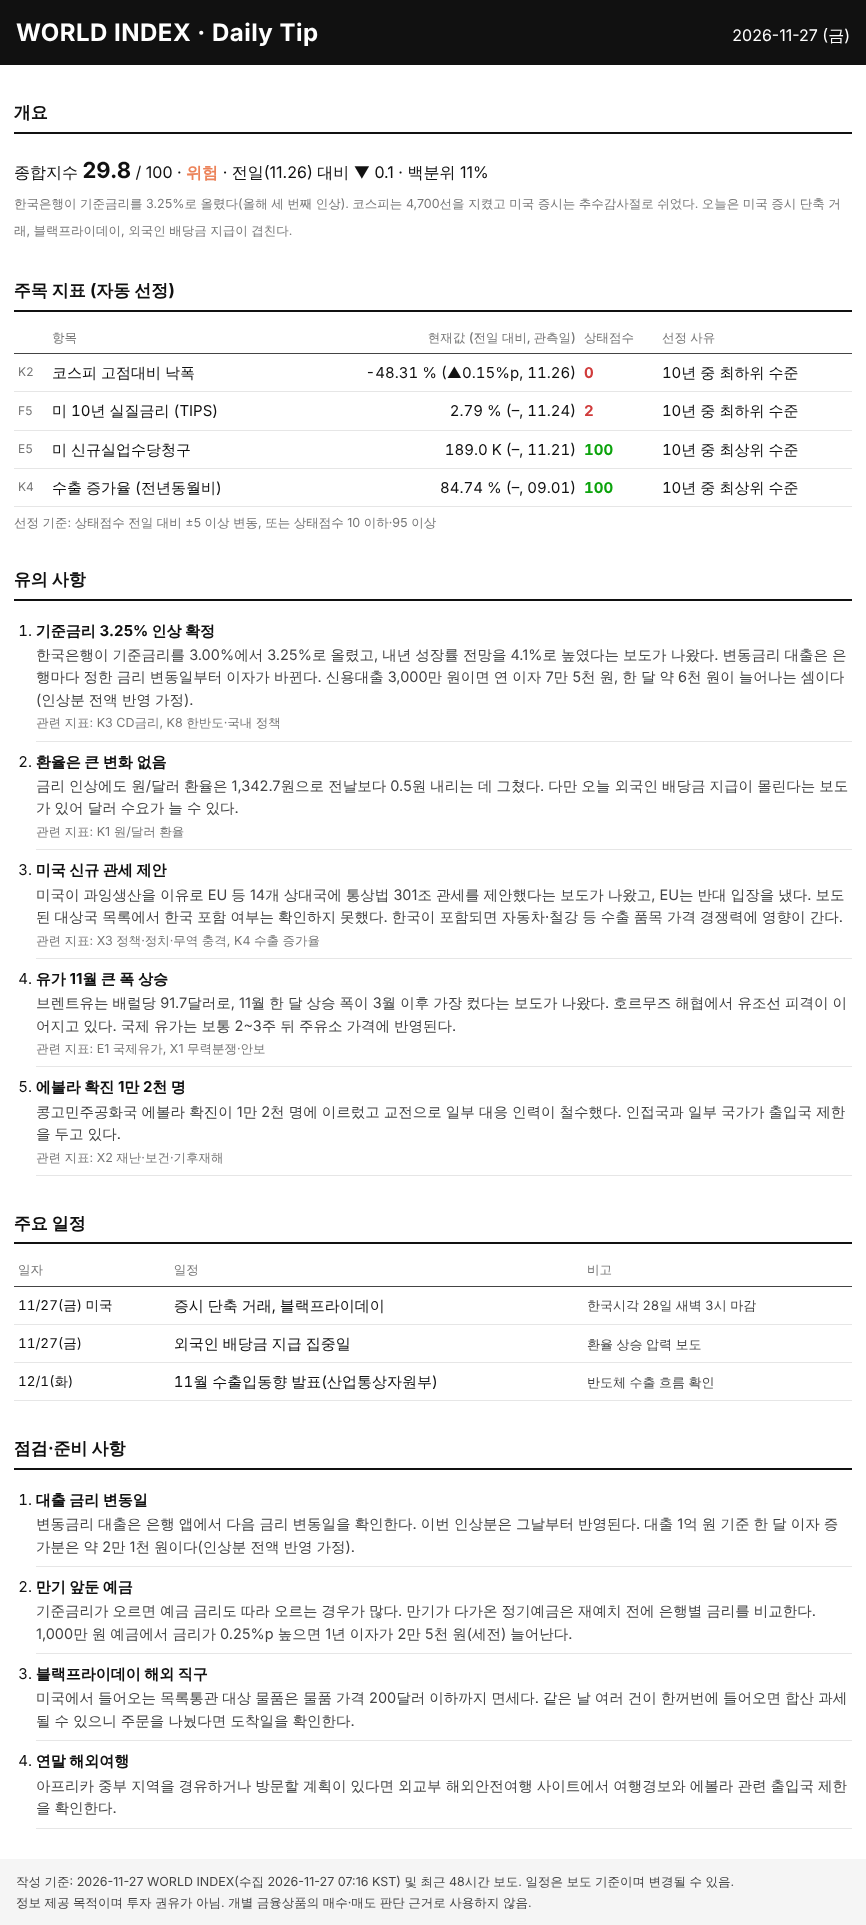 WORLD INDEX · Daily Tip
2026-11-27 (금)
개요
종합지수 29.8 / 100 · 위험 · 전일(11.26) 대비 ▼ 0.1 · 백분위 11%
한국은행이 기준금리를 3.25%로 올렸다(올해 세 번째 인상). 코스피는 4,700선을 지켰고 미국 증시는 추수감사절로 쉬었다. 오늘은 미국 증시 단축 거
래, 블랙프라이데이, 외국인 배당금 지급이 겹친다.
주목 지표 (자동 선정)
항목 현재값 (전일 대비, 관측일) 상태점수 선정 사유
K2 코스피 고점대비 낙폭 -48.31 % (▲0.15%p, 11.26) 0 10년 중 최하위 수준
F5 미 10년 실질금리 (TIPS) 2.79 % (–, 11.24) 2 10년 중 최하위 수준
E5 미 신규실업수당청구 189.0 K (–, 11.21) 100 10년 중 최상위 수준
K4 수출 증가율 (전년동월비) 84.74 % (–, 09.01) 100 10년 중 최상위 수준
선정 기준: 상태점수 전일 대비 ±5 이상 변동, 또는 상태점수 10 이하·95 이상
유의 사항
1. 기준금리 3.25% 인상 확정
한국은행이 기준금리를 3.00%에서 3.25%로 올렸고, 내년 성장률 전망을 4.1%로 높였다는 보도가 나왔다. 변동금리 대출은 은
행마다 정한 금리 변동일부터 이자가 바뀐다. 신용대출 3,000만 원이면 연 이자 7만 5천 원, 한 달 약 6천 원이 늘어나는 셈이다
(인상분 전액 반영 가정).
관련 지표: K3 CD금리, K8 한반도·국내 정책
2. 환율은 큰 변화 없음
금리 인상에도 원/달러 환율은 1,342.7원으로 전날보다 0.5원 내리는 데 그쳤다. 다만 오늘 외국인 배당금 지급이 몰린다는 보도
가 있어 달러 수요가 늘 수 있다.
관련 지표: K1 원/달러 환율
3. 미국 신규 관세 제안
미국이 과잉생산을 이유로 EU 등 14개 상대국에 통상법 301조 관세를 제안했다는 보도가 나왔고, EU는 반대 입장을 냈다. 보도
된 대상국 목록에서 한국 포함 여부는 확인하지 못했다. 한국이 포함되면 자동차·철강 등 수출 품목 가격 경쟁력에 영향이 간다.
관련 지표: X3 정책·정치·무역 충격, K4 수출 증가율
4. 유가 11월 큰 폭 상승
브렌트유는 배럴당 91.7달러로, 11월 한 달 상승 폭이 3월 이후 가장 컸다는 보도가 나왔다. 호르무즈 해협에서 유조선 피격이 이
어지고 있다. 국제 유가는 보통 2~3주 뒤 주유소 가격에 반영된다.
관련 지표: E1 국제유가, X1 무력분쟁·안보
5. 에볼라 확진 1만 2천 명
콩고민주공화국 에볼라 확진이 1만 2천 명에 이르렀고 교전으로 일부 대응 인력이 철수했다. 인접국과 일부 국가가 출입국 제한
을 두고 있다.
관련 지표: X2 재난·보건·기후재해
주요 일정
일자 일정 비고
11/27(금) 미국 증시 단축 거래, 블랙프라이데이 한국시각 28일 새벽 3시 마감
11/27(금) 외국인 배당금 지급 집중일 환율 상승 압력 보도
12/1(화) 11월 수출입동향 발표(산업통상자원부) 반도체 수출 흐름 확인
점검·준비 사항
1. 대출 금리 변동일
변동금리 대출은 은행 앱에서 다음 금리 변동일을 확인한다. 이번 인상분은 그날부터 반영된다. 대출 1억 원 기준 한 달 이자 증
가분은 약 2만 1천 원이다(인상분 전액 반영 가정).
2. 만기 앞둔 예금
기준금리가 오르면 예금 금리도 따라 오르는 경우가 많다. 만기가 다가온 정기예금은 재예치 전에 은행별 금리를 비교한다.
1,000만 원 예금에서 금리가 0.25%p 높으면 1년 이자가 2만 5천 원(세전) 늘어난다.
3. 블랙프라이데이 해외 직구
미국에서 들어오는 목록통관 대상 물품은 물품 가격 200달러 이하까지 면세다. 같은 날 여러 건이 한꺼번에 들어오면 합산 과세
될 수 있으니 주문을 나눴다면 도착일을 확인한다.
4. 연말 해외여행
아프리카 중부 지역을 경유하거나 방문할 계획이 있다면 외교부 해외안전여행 사이트에서 여행경보와 에볼라 관련 출입국 제한
을 확인한다.
작성 기준: 2026-11-27 WORLD INDEX(수집 2026-11-27 07:16 KST) 및 최근 48시간 보도. 일정은 보도 기준이며 변경될 수 있음.
정보 제공 목적이며 투자 권유가 아님. 개별 금융상품의 매수·매도 판단 근거로 사용하지 않음.